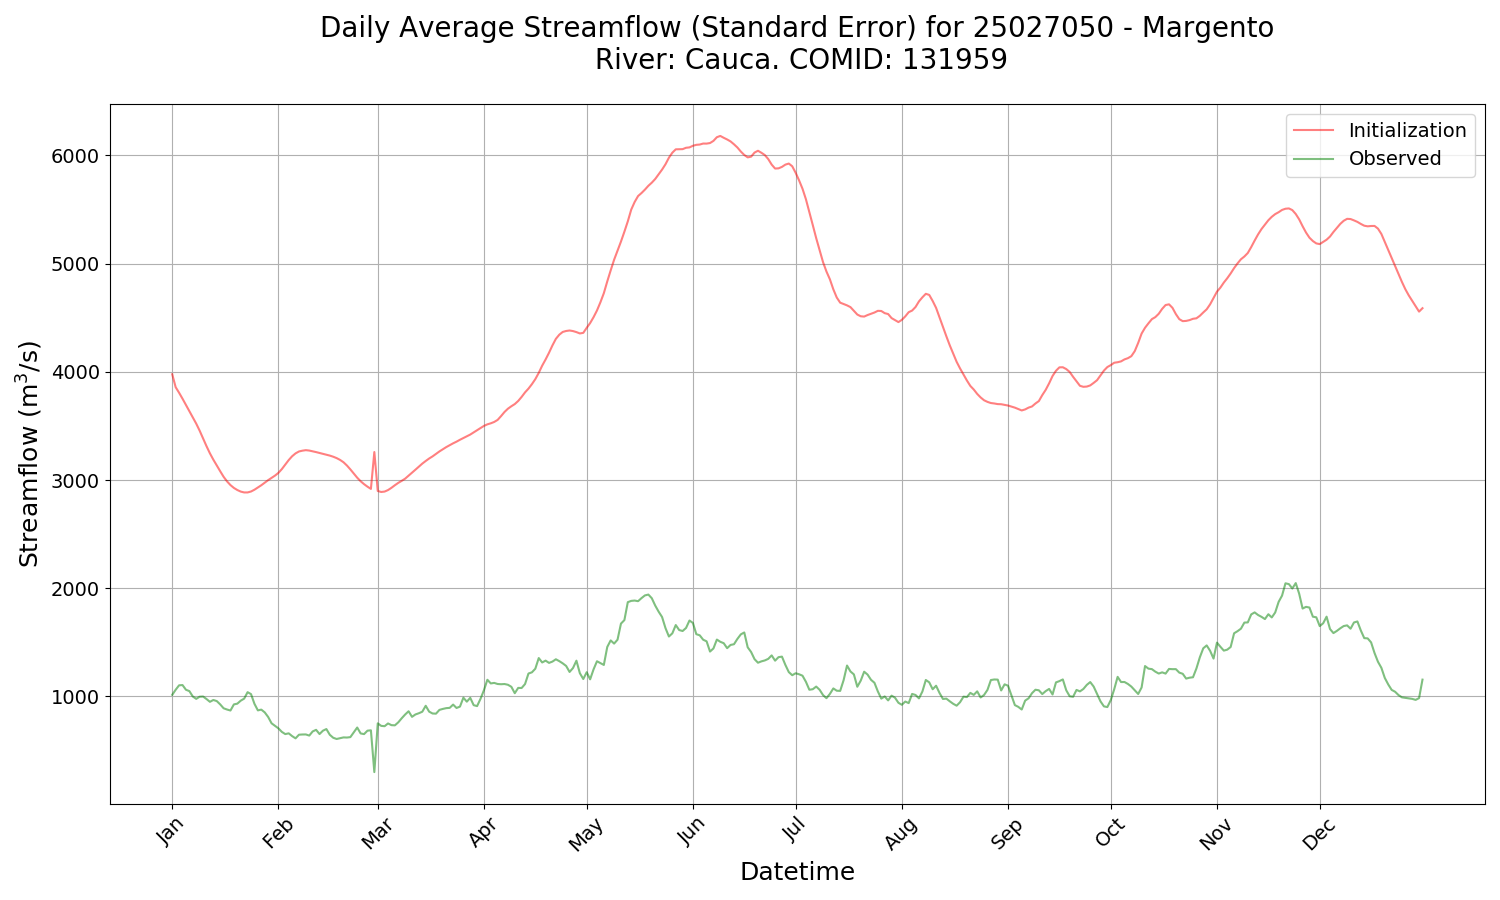 Daily Average Streamflow (Standard Error) for 25027050 - Margento
River: Cauca. COMID: 131959
Initialization
Observed
Streamflow (m³/s)
6000
5000
4000
3000
2000
1000
Jan Feb Mar Apr May Jun Jul Aug Sep Oct Nov Dec
Datetime